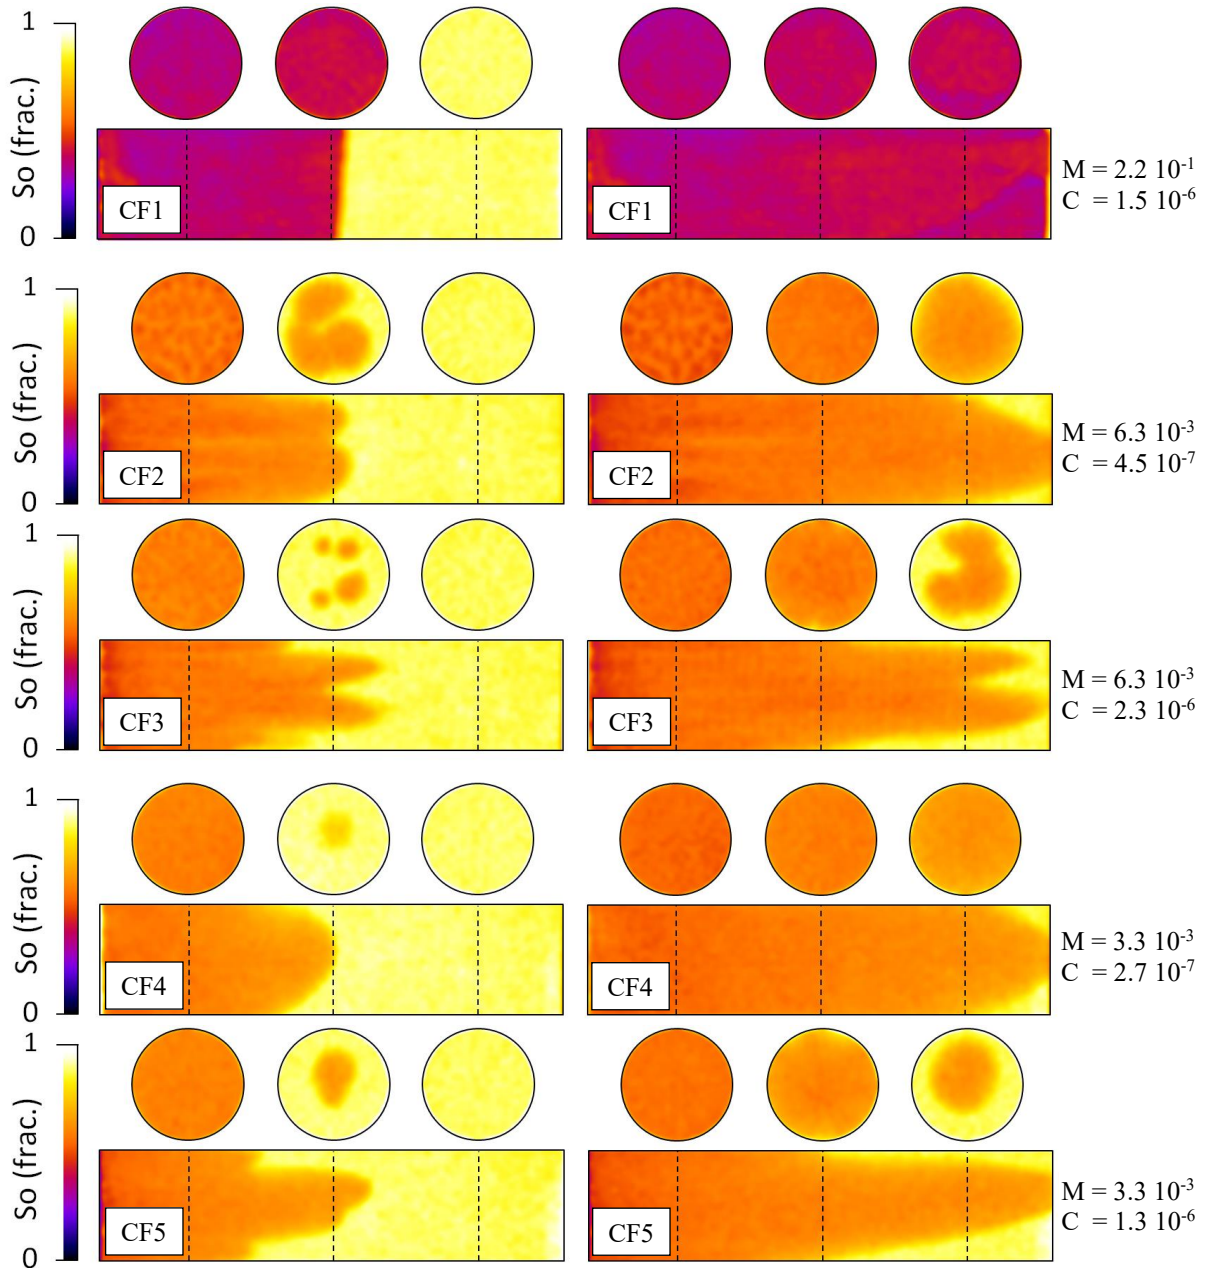 1
So (frac.)
0
CF1
CF1
M = 2.2 10-1
C = 1.5 10-6
1
So (frac.)
0
CF2
CF2
M = 6.3 10-3
C = 4.5 10-7
1
So (frac.)
0
CF3
CF3
M = 6.3 10-3
C = 2.3 10-6
1
So (frac.)
0
CF4
CF4
M = 3.3 10-3
C = 2.7 10-7
1
So (frac.)
0
CF5
CF5
M = 3.3 10-3
C = 1.3 10-6